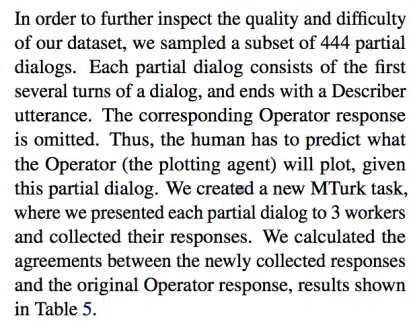 In order to further inspect the quality and difficulty
of our dataset, we sampled a subset of 444 partial
dialogs. Each partial dialog consists of the first
several turns of a dialog, and ends with a Describer
utterance. The corresponding Operator response
is omitted. Thus, the human has to predict what
the Operator (the plotting agent) will plot, given
this partial dialog. We created a new MTurk task,
where we presented each partial dialog to 3 workers
and collected their responses. We calculated the
agreements between the newly collected responses
and the original Operator response, results shown
in Table 5.